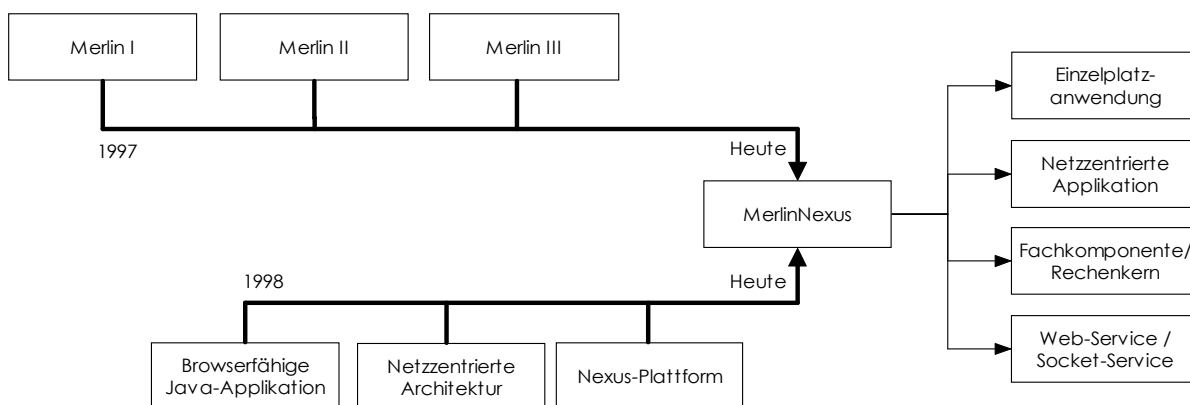 Merlin I
Merlin II
Merlin III
1997
Heute
MerlinNexus
1998
Heute
Browserfähige
Java-Applikation
Netzzentrierte
Architektur
Nexus-Plattform
Einzelplatz-
anwendung
Netzzentrierte
Applikation
Fachkomponente/
Rechenkern
Web-Service /
Socket-Service